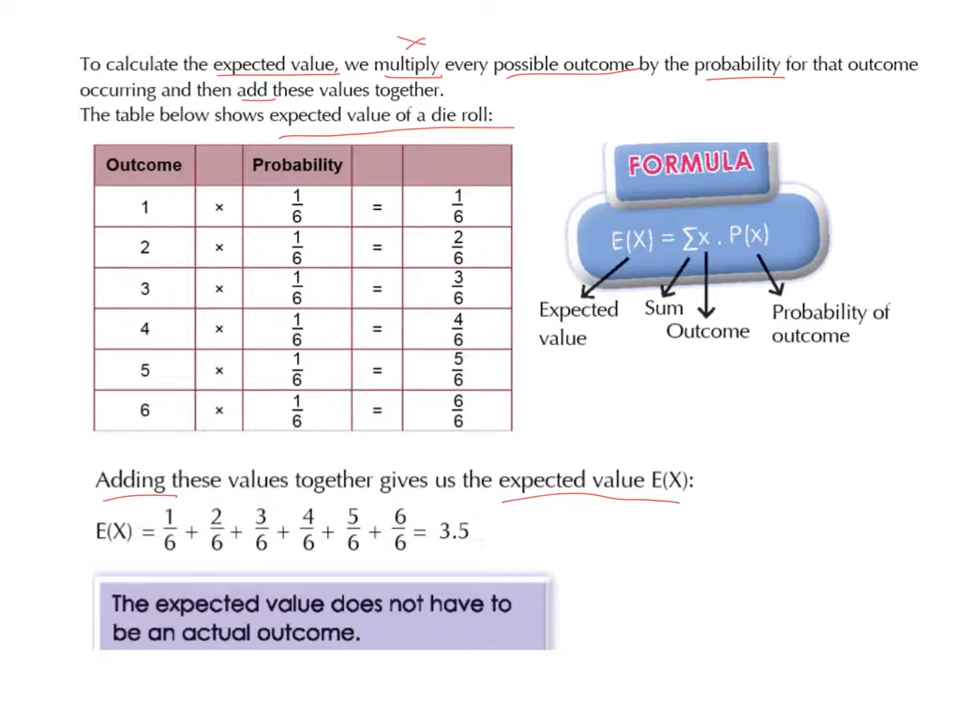 ×
To calculate the expected value, we multiply every possible outcome by the probability for that outcome
occurring and then add these values together.
The table below shows expected value of a die roll:
Outcome Probability
1 × 1/6 = 1/6
2 × 1/6 = 2/6
3 × 1/6 = 3/6
4 × 1/6 = 4/6
5 × 1/6 = 5/6
6 × 1/6 = 6/6
FORMULA
E(X) = ∑x . P(x)
Expected
value
Sum
Outcome
Probability of
outcome
Adding these values together gives us the expected value E(X):
E(X) = 1/6 + 2/6 + 3/6 + 4/6 + 5/6 + 6/6 = 3.5
The expected value does not have to
be an actual outcome.